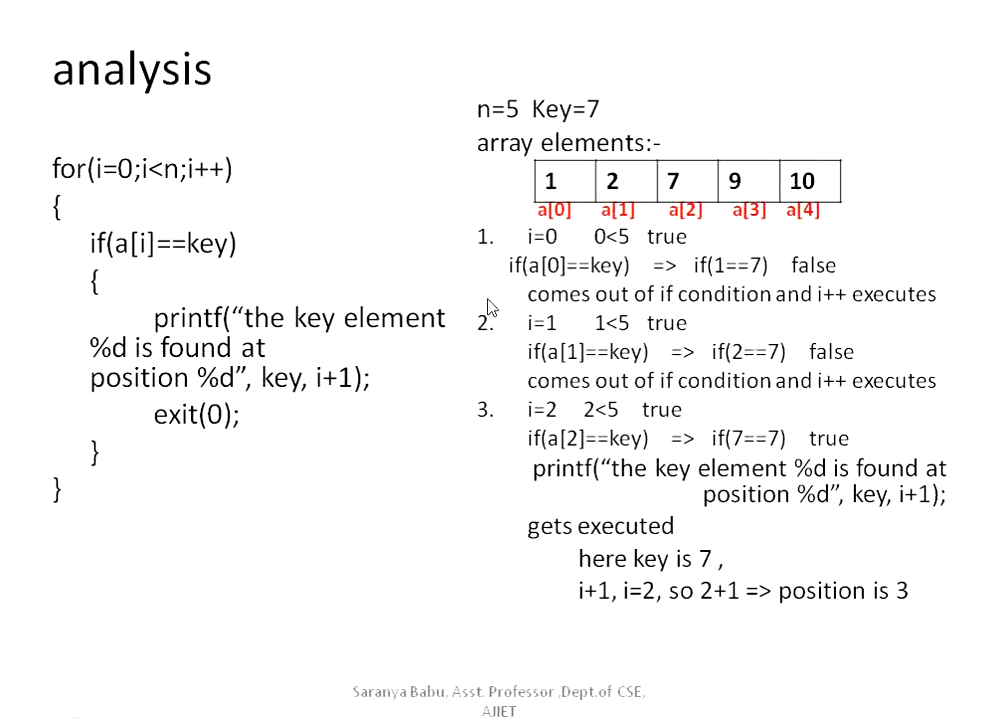 analysis
for(i=0;i<n;i++)
{
if(a[i]==key)
{
printf(“the key element
%d is found at
position %d”, key, i+1);
exit(0);
}
}
n=5 Key=7
array elements:-
1 2 7 9 10
a[0] a[1] a[2] a[3] a[4]
1. i=0 0<5 true
if(a[0]==key) => if(1==7) false
comes out of if condition and i++ executes
2. i=1 1<5 true
if(a[1]==key) => if(2==7) false
comes out of if condition and i++ executes
3. i=2 2<5 true
if(a[2]==key) => if(7==7) true
printf(“the key element %d is found at
position %d”, key, i+1);
gets executed
here key is 7 ,
i+1, i=2, so 2+1 => position is 3
Saranya Babu, Asst. Professor ,Dept.of CSE,
AJIET